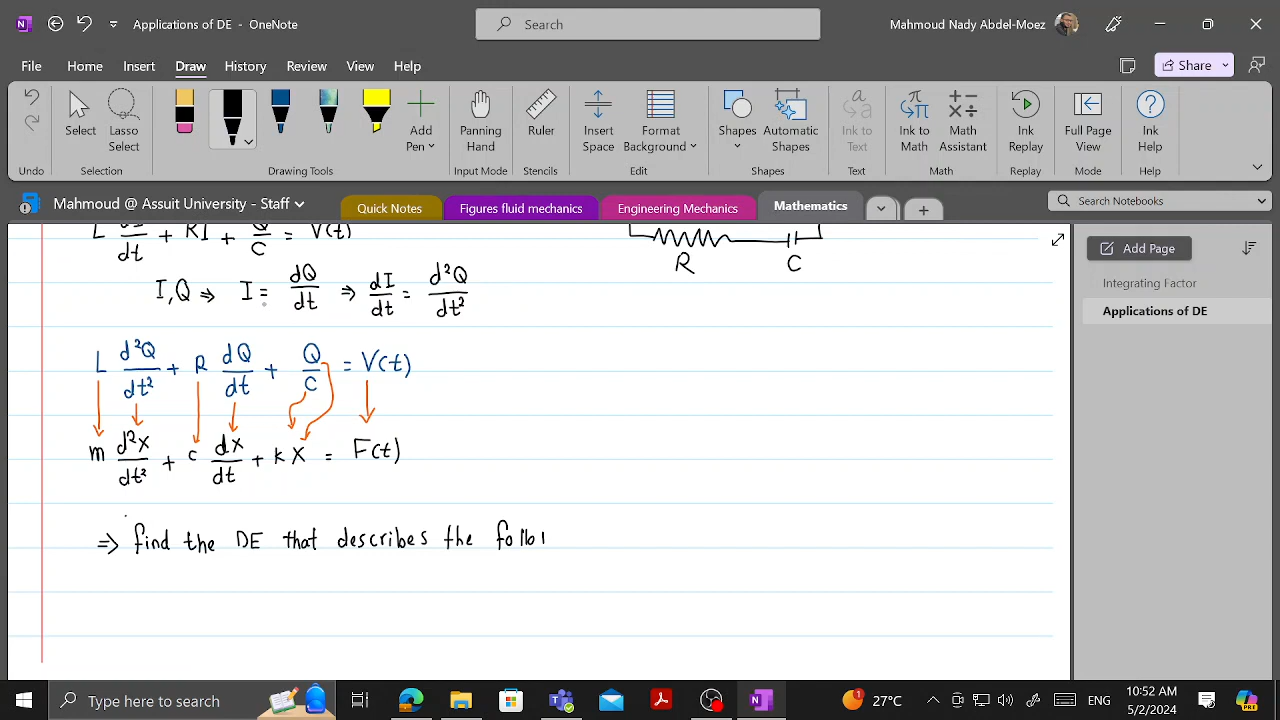 Applications of DE - OneNote
Search
Mahmoud Nady Abdel-Moez
File Home Insert Draw History Review View Help
Share
Undo
Select
Lasso Select
Selection
Drawing Tools
Add Pen
Panning Hand
Input Mode
Ruler
Stencils
Insert Space
Format Background
Edit
Shapes
Automatic Shapes
Shapes
Ink to Text
Text
Ink to Math
Math Assistant
Math
Ink Replay
Replay
Full Page View
Mode
Ink Help
Help
Mahmoud @ Assuit University - Staff
Quick Notes
Figures fluid mechanics
Engineering Mechanics
Mathematics
Search Notebooks
Add Page
Integrating Factor
Applications of DE
L dI/dt + RI + Q/C = V(t)
R C
I,Q ⇒ I = dQ/dt ⇒ dI/dt = d²Q/dt²
L d²Q/dt² + R dQ/dt + Q/C = V(t)
m d²X/dt² + c dX/dt + k X = F(t)
⇒ find the DE that describes the
Type here to search
27°C
ENG
10:52 AM
5/2/2024